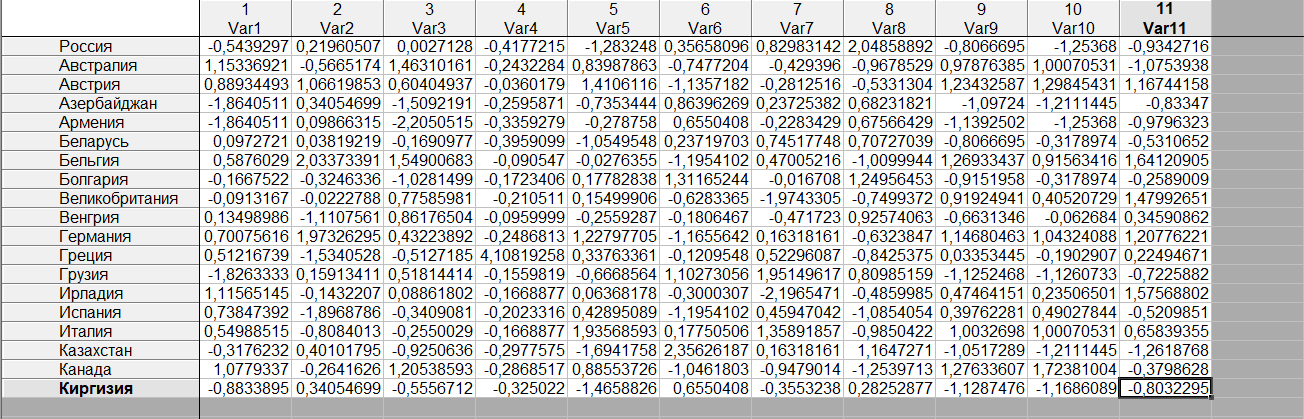 1 2 3 4 5 6 7 8 9 10 11
Var1 Var2 Var3 Var4 Var5 Var6 Var7 Var8 Var9 Var10 Var11
Россия -0,5439297 0,21960507 0,0027128 -0,4177215 -1,283248 0,35658096 0,82983142 2,04858892 -0,8066695 -1,25368 -0,9342716
Австралия 1,15336921 -0,5665174 1,46310161 -0,2432284 0,83987863 -0,7477204 -0,429396 -0,9678529 0,97876385 1,00070531 -1,0753938
Австрия 0,88934493 1,06619853 0,60404937 -0,0360179 1,4106116 -1,1357182 -0,2812516 -0,5331304 1,23432587 1,29845431 1,16744158
Азербайджан -1,8640511 0,34054699 -1,5092191 -0,2595871 -0,7353444 0,86396269 0,23725382 0,68231821 -1,09724 -1,2111445 -0,83347
Армения -1,8640511 0,09866315 -2,2050515 -0,3359279 -0,278758 0,6550408 -0,2283429 0,67566429 -1,1392502 -1,25368 -0,9796323
Беларусь 0,0972721 0,03819219 -0,1690977 -0,3959099 -1,0549548 0,23719703 0,74517748 0,70727039 -0,8066695 -0,3178974 -0,5310652
Бельгия 0,5876029 2,03373391 1,54900683 -0,090547 -0,0276355 -1,1954102 0,47005216 -1,0099944 1,26933437 0,91563416 1,64120905
Болгария -0,1667522 -0,3246336 -1,0281499 -0,1723406 0,17782838 1,31165244 -0,016708 1,24956453 -0,9151958 -0,3178974 -0,2589009
Великобритания -0,0913167 -0,0222788 0,77585981 -0,210511 0,15499906 -0,6283365 -1,9743305 -0,7499372 0,91924941 0,40520729 1,47992651
Венгрия 0,13498986 -1,1107561 0,86176504 -0,0959999 -0,2559287 -0,1806467 -0,471723 0,92574063 -0,6631346 -0,062684 0,34590862
Германия 0,70075616 1,97326295 0,43223892 -0,2486813 1,22797705 -1,1655642 0,16318161 -0,6323847 1,14680463 1,04324088 1,20776221
Греция 0,51216739 -1,5340528 -0,5127185 4,10819258 0,33763361 -0,1209548 0,52296087 -0,8425375 0,03353445 -0,1902907 0,22494671
Грузия -1,8263333 0,15913411 0,51814414 -0,1559819 -0,6668564 1,10273056 1,95149617 0,80985159 -1,1252468 -1,1260733 -0,7225882
Ирладия 1,11565145 -0,1432207 0,08861802 -0,1668877 0,06368178 -0,3000307 -2,1965471 -0,4859985 0,47464151 0,23506501 1,57568802
Испания 0,73847392 -1,8968786 -0,3409081 -0,2023316 0,42895089 -1,1954102 0,45947042 -1,0854054 0,39762281 0,49027844 -0,5209851
Италия 0,54988515 -0,8084013 -0,2550029 -0,1668877 1,93568593 0,17750506 1,35891857 -0,9850422 1,0032698 1,00070531 0,65839355
Казахстан -0,3176232 0,40101795 -0,9250636 -0,2977575 -1,6941758 2,35626187 0,16318161 1,1647271 -1,0517289 -1,2111445 -1,2618768
Канада 1,0779337 -0,2641626 1,20538593 -0,2868517 0,88553726 -1,0461803 -0,9479014 -1,2539713 1,27633607 1,72381004 -0,3798628
Киргизия -0,8833895 0,34054699 -0,5556712 -0,325022 -1,4658826 0,6550408 -0,3553238 0,28252877 -1,1287476 -1,1686089 -0,8032295